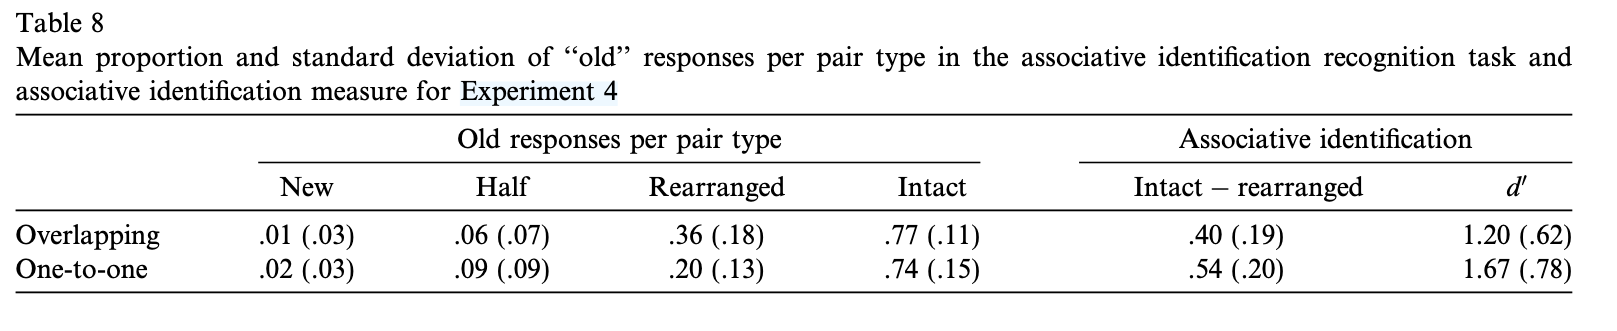 Table 8
Mean proportion and standard deviation of “old” responses per pair type in the associative identification recognition task and
associative identification measure for Experiment 4
Old responses per pair type Associative identification
New Half Rearranged Intact Intact − rearranged d′
Overlapping .01 (.03) .06 (.07) .36 (.18) .77 (.11) .40 (.19) 1.20 (.62)
One-to-one .02 (.03) .09 (.09) .20 (.13) .74 (.15) .54 (.20) 1.67 (.78)